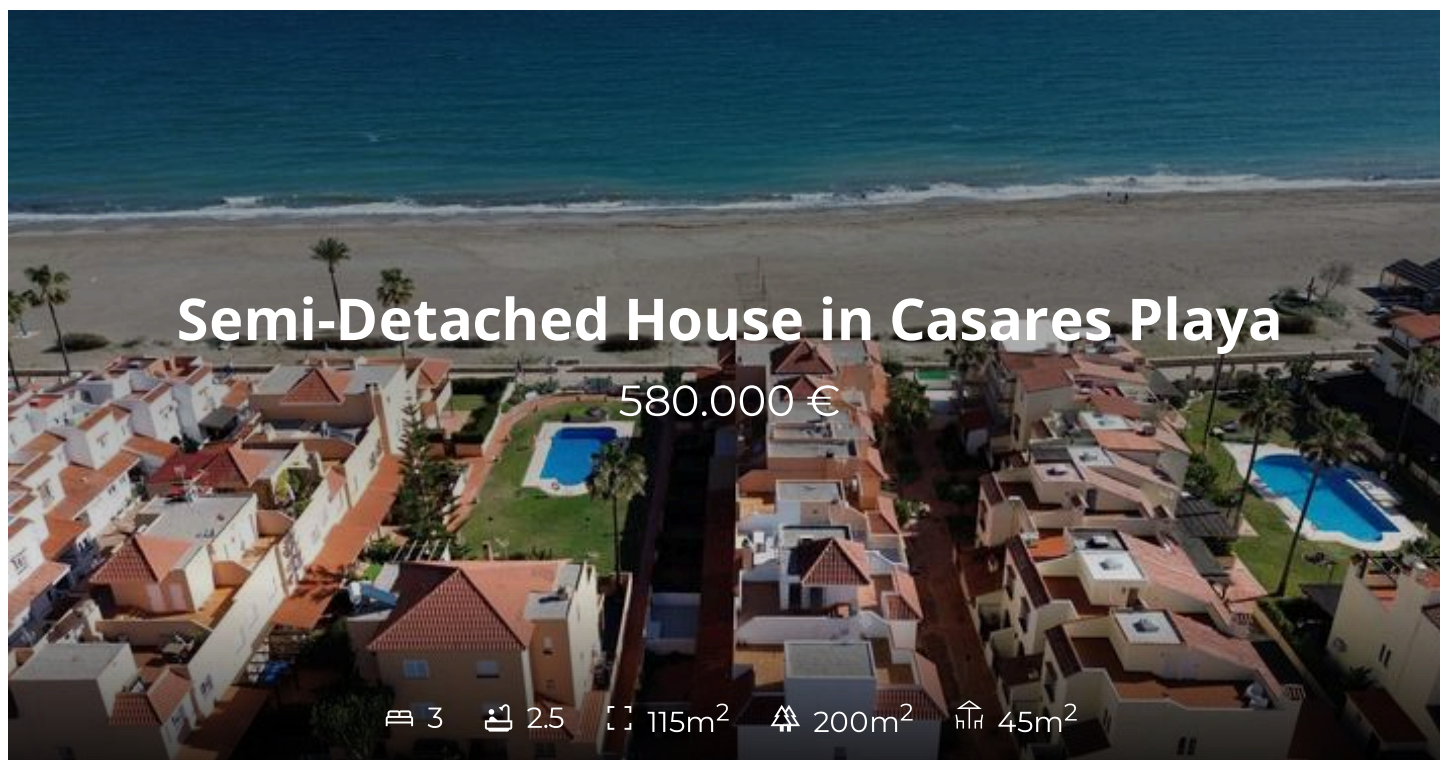 Semi-Detached House in Casares Playa
580.000 €
3 2.5 115m² 200m² 45m²